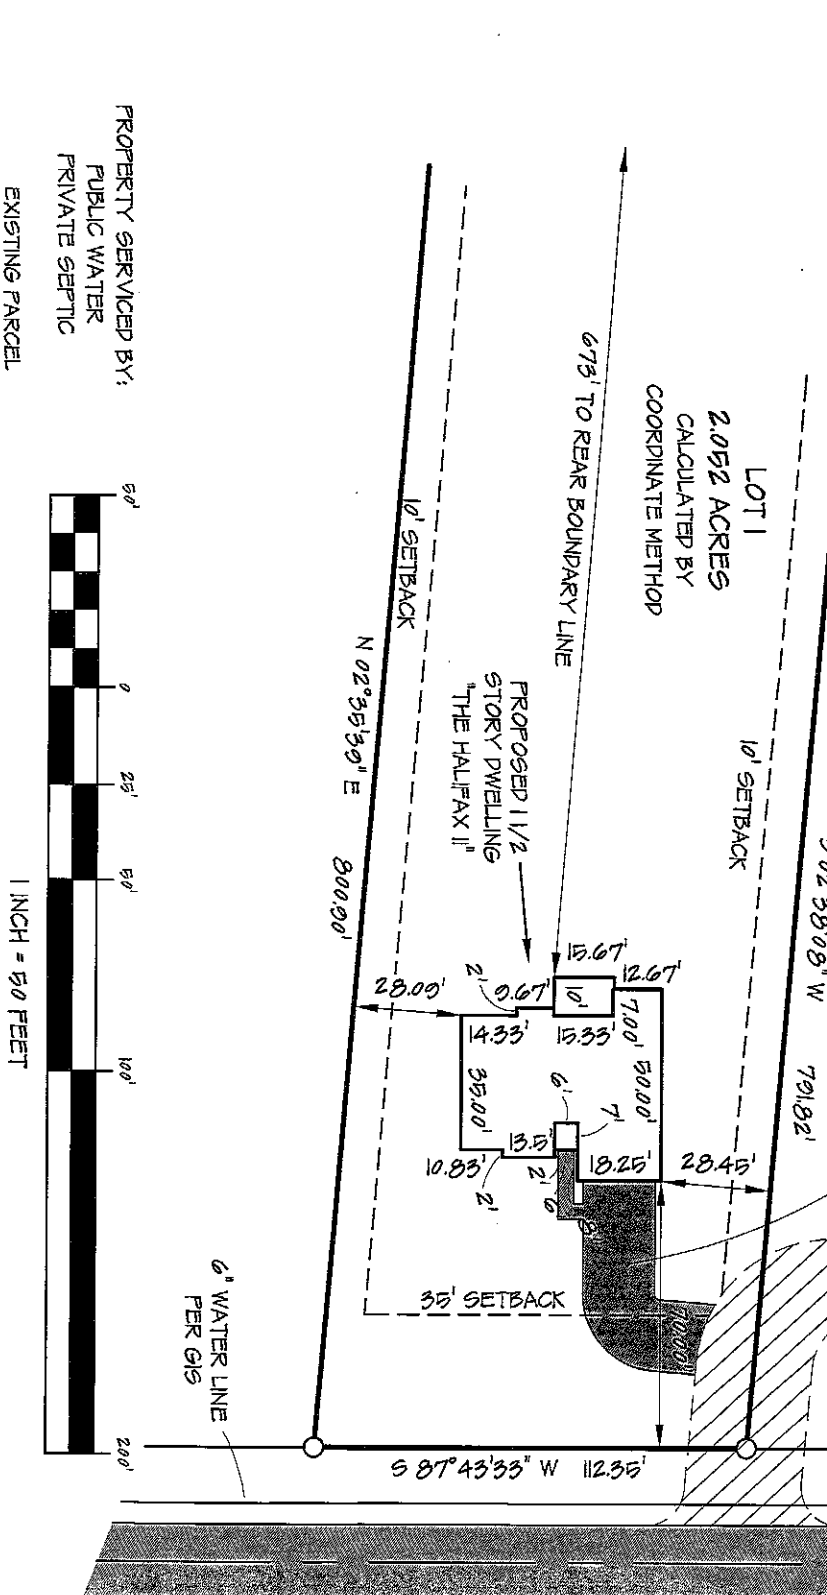 PROPERTY SERVICED BY:
PUBLIC WATER
PRIVATE SEPTIC
EXISTING PARCEL
LOT 1
2.052 ACRES
CALCULATED BY
COORDINATE METHOD
673' TO REAR BOUNDARY LINE
10' SETBACK
10' SETBACK
N 02°35'39" E 800.90'
791.82'
PROPOSED 1 1/2
STORY DWELLING
"THE HALIFAX II"
15.67'
12.67'
9.67'
2'
10'
7.00'
28.09'
14.33'
15.33'
50.00'
35.00'
6'
7'
13.5'
18.25'
28.45'
10.83'
2'
2'
6'
8'
35' SETBACK
70.00'
6" WATER LINE
PER GIS
S 87°43'33" W 112.35'
50'
0
25'
50'
100'
200'
1 INCH = 50 FEET